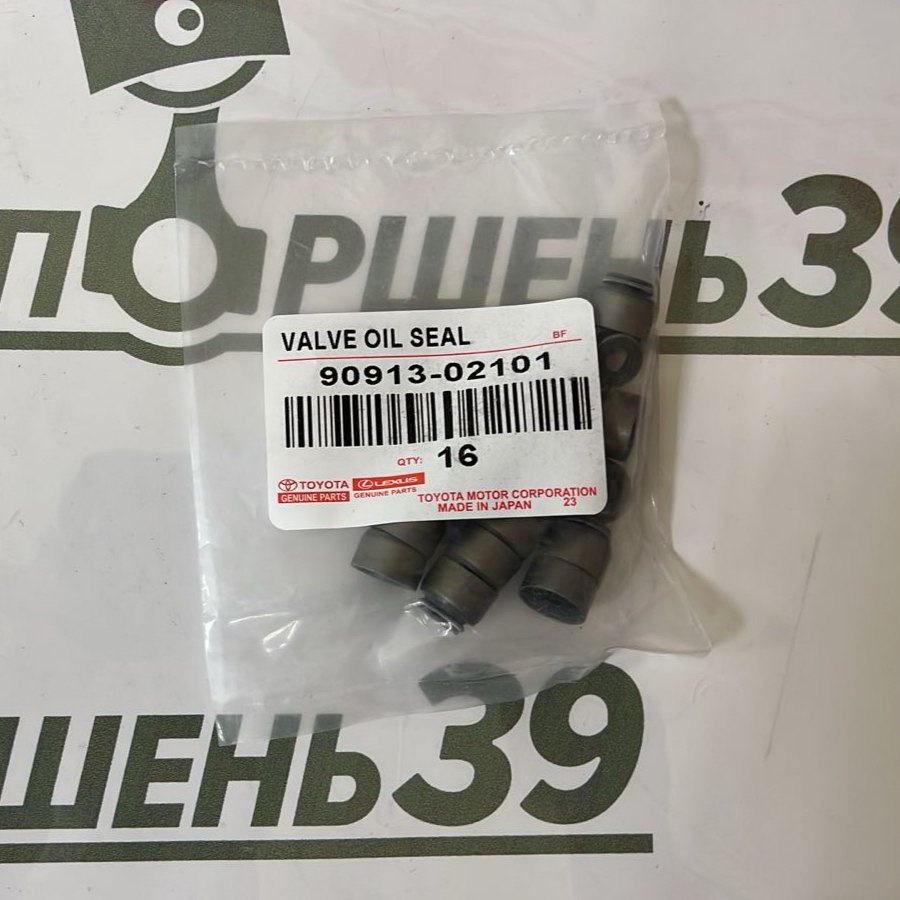 ПОРШЕНЬ39
VALVE OIL SEAL
BF
90913-02101
QTY: 16
TOYOTA
GENUINE PARTS
LEXUS
GENUINE PARTS
TOYOTA MOTOR CORPORATION
MADE IN JAPAN 23
ШЕНЬ39